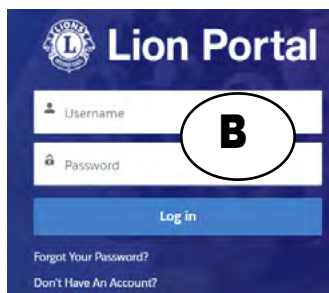 Lion Portal
Username
B
Password
Log in
Forgot Your Password?
Don't Have An Account?